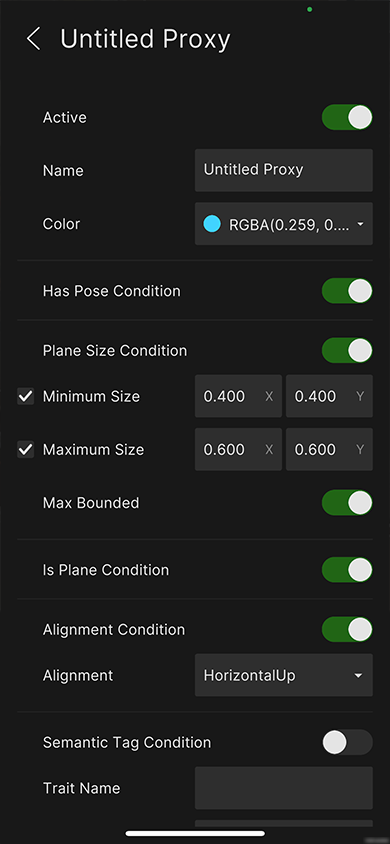 Untitled Proxy
Active
Name Untitled Proxy
Color RGBA(0.259, 0....
Has Pose Condition
Plane Size Condition
Minimum Size 0.400 X 0.400 Y
Maximum Size 0.600 X 0.600 Y
Max Bounded
Is Plane Condition
Alignment Condition
Alignment HorizontalUp
Semantic Tag Condition
Trait Name